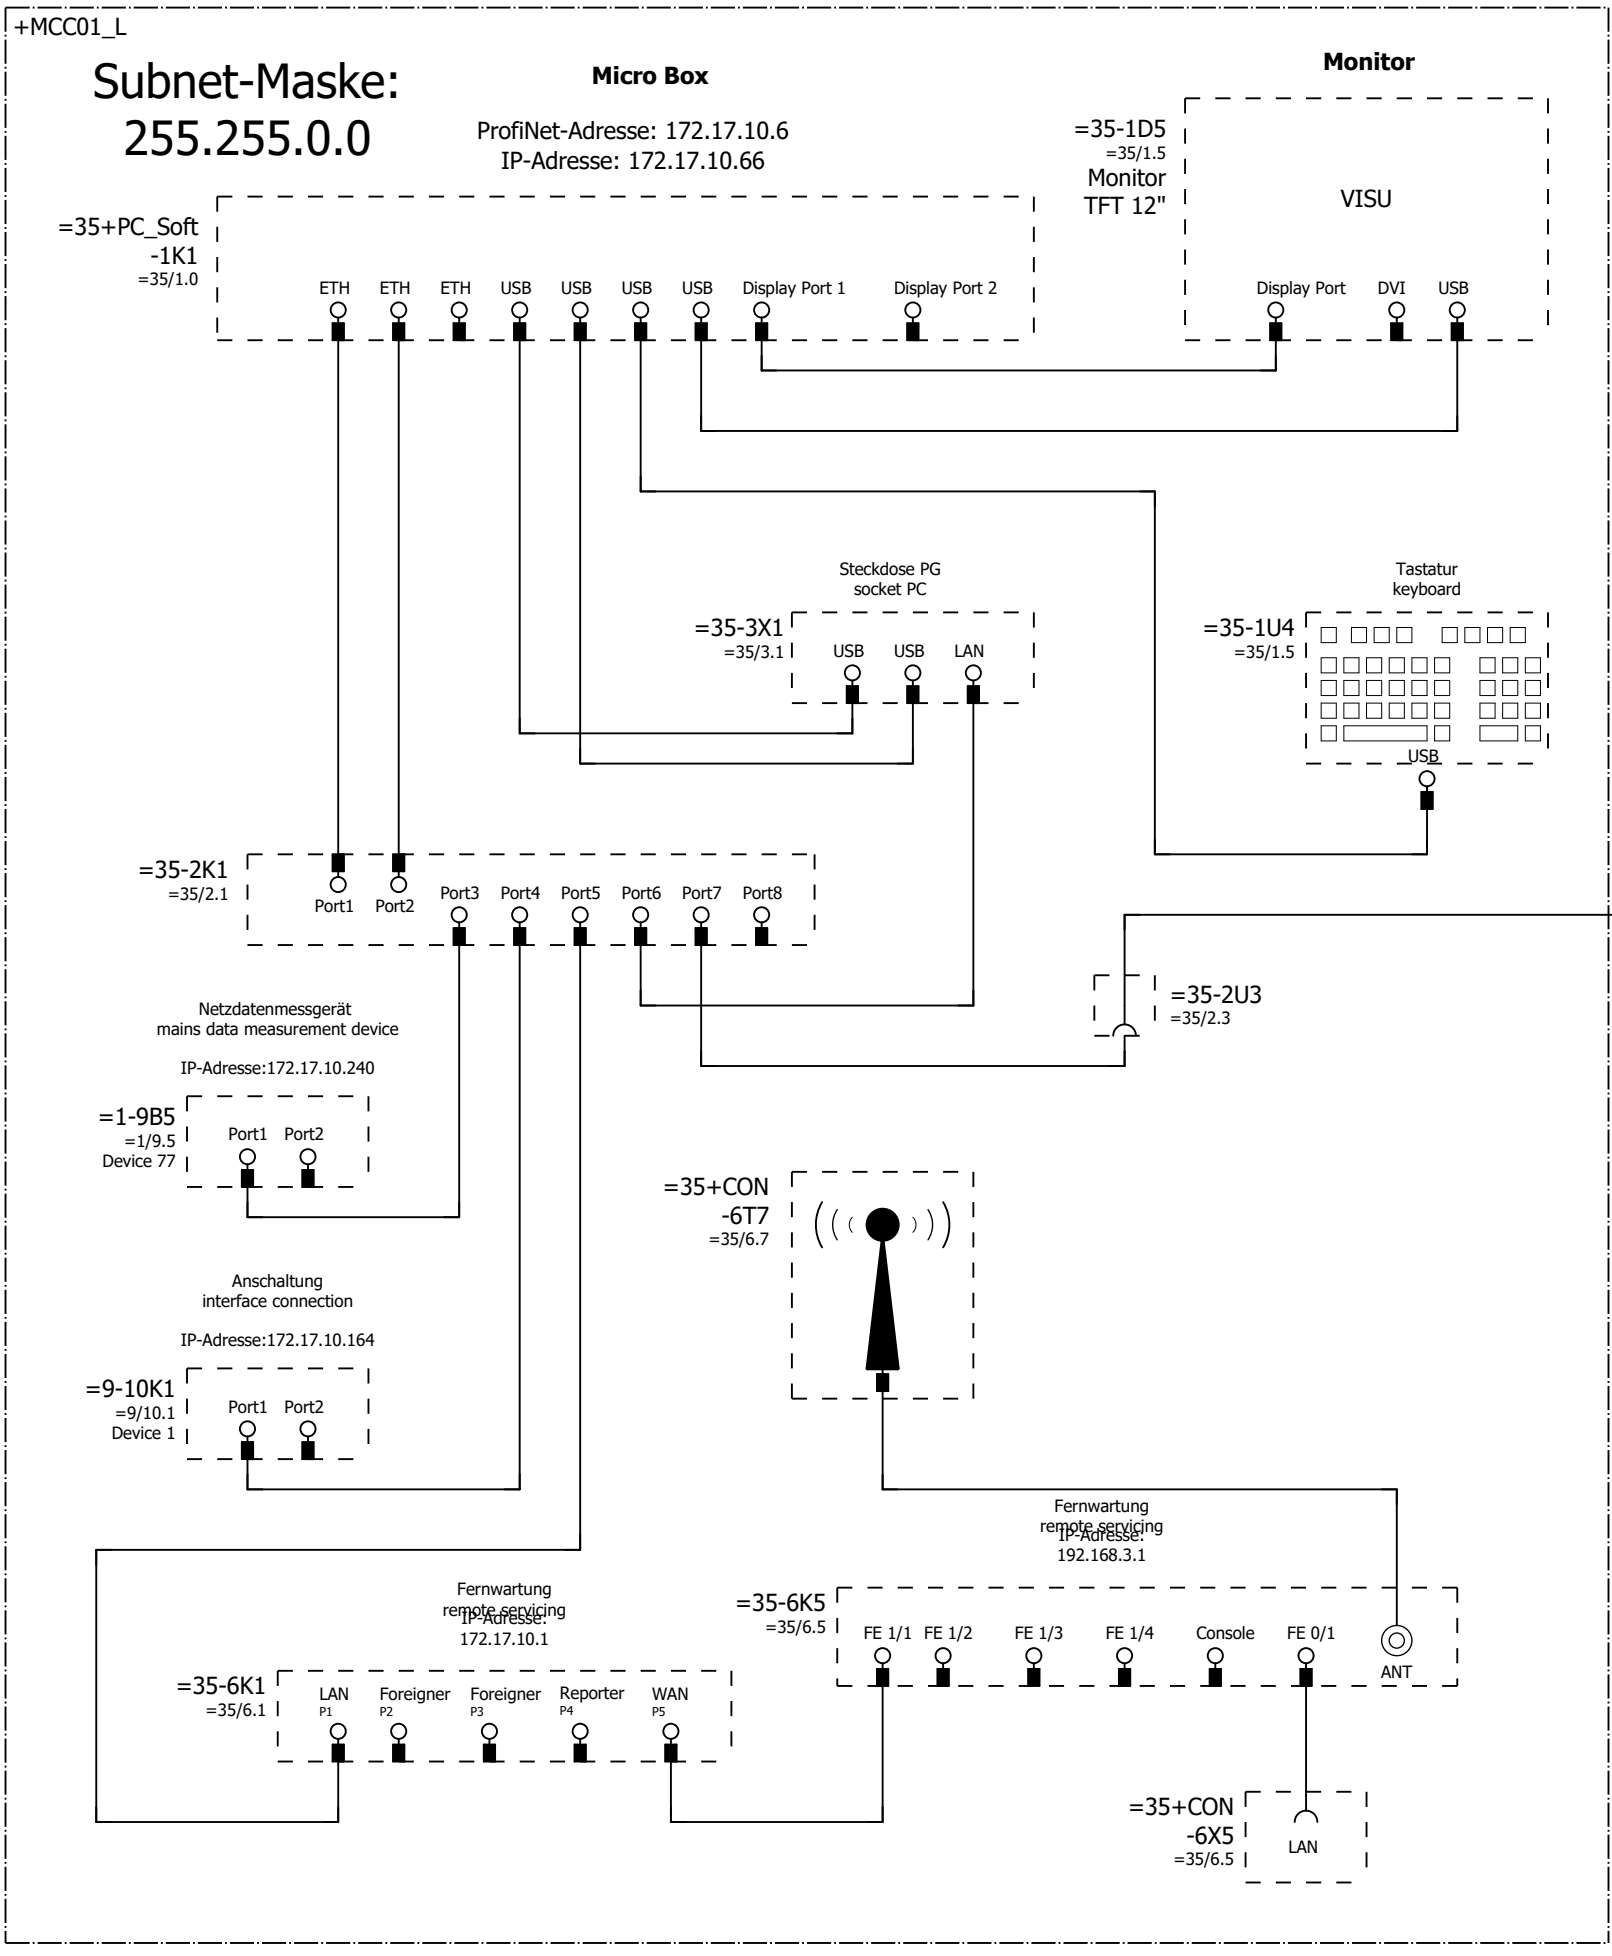 +MCC01_L
Subnet-Maske:
255.255.0.0
Micro Box
ProfiNet-Adresse: 172.17.10.6
IP-Adresse: 172.17.10.66
Monitor
=35-1D5
=35/1.5
Monitor
TFT 12"
VISU
Display Port DVI USB
=35+PC_Soft
-1K1
=35/1.0
ETH ETH ETH USB USB USB USB Display Port 1 Display Port 2
Steckdose PG
socket PC
=35-3X1
=35/3.1
USB USB LAN
Tastatur
keyboard
=35-1U4
=35/1.5
USB
=35-2K1
=35/2.1
Port1 Port2 Port3 Port4 Port5 Port6 Port7 Port8
=35-2U3
=35/2.3
Netzdatenmessgerät
mains data measurement device
IP-Adresse:172.17.10.240
=1-9B5
=1/9.5
Device 77
Port1 Port2
=35+CON
-6T7
=35/6.7
Anschaltung
interface connection
IP-Adresse:172.17.10.164
=9-10K1
=9/10.1
Device 1
Port1 Port2
Fernwartung
remote servicing
IP-Adresse:
192.168.3.1
=35-6K5
=35/6.5
FE 1/1 FE 1/2 FE 1/3 FE 1/4 Console FE 0/1 ANT
Fernwartung
remote servicing
IP-Adresse:
172.17.10.1
=35-6K1
=35/6.1
LAN Foreigner Foreigner Reporter WAN
P1 P2 P3 P4 P5
=35+CON
-6X5
=35/6.5
LAN